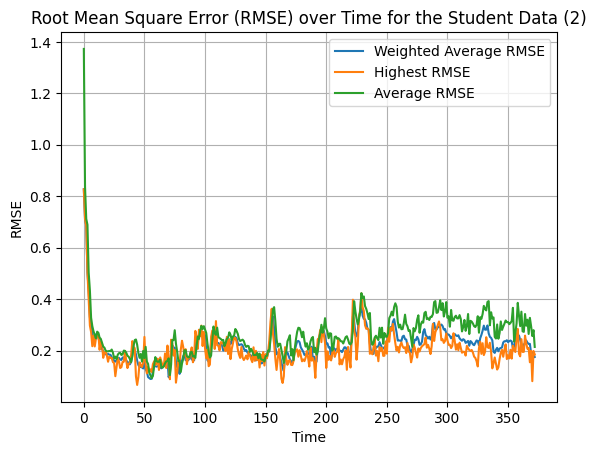 Root Mean Square Error (RMSE) over Time for the Student Data (2)
1.4
1.2
1.0
0.8
0.6
0.4
0.2
RMSE
Weighted Average RMSE
Highest RMSE
Average RMSE
0 50 100 150 200 250 300 350
Time